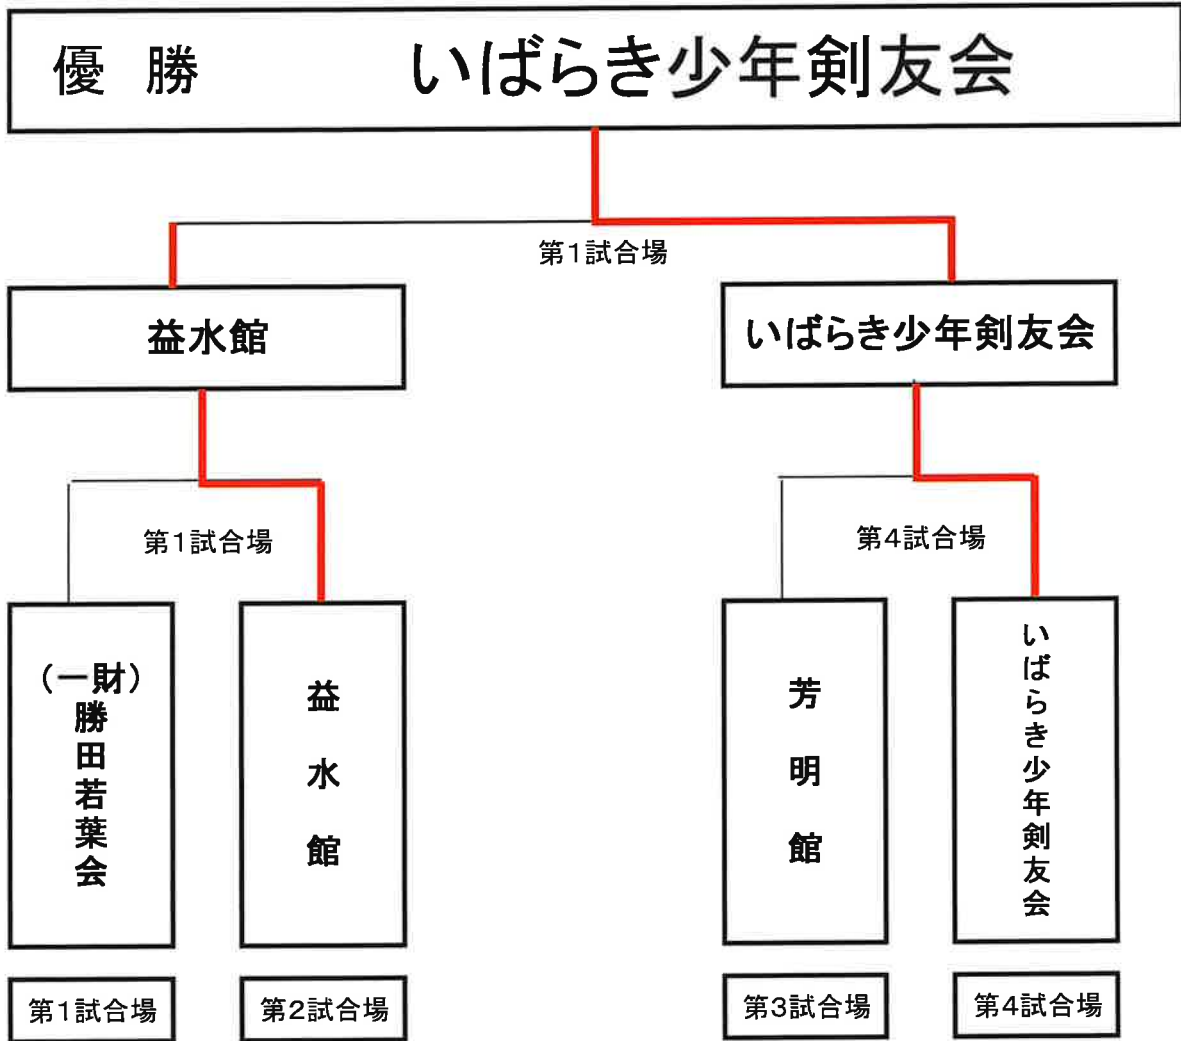 優　勝　いばらき少年剣友会
第1試合場
益水館
いばらき少年剣友会
第1試合場
第4試合場
（一財）勝田若葉会
益水館
芳明館
いばらき少年剣友会
第1試合場
第2試合場
第3試合場
第4試合場